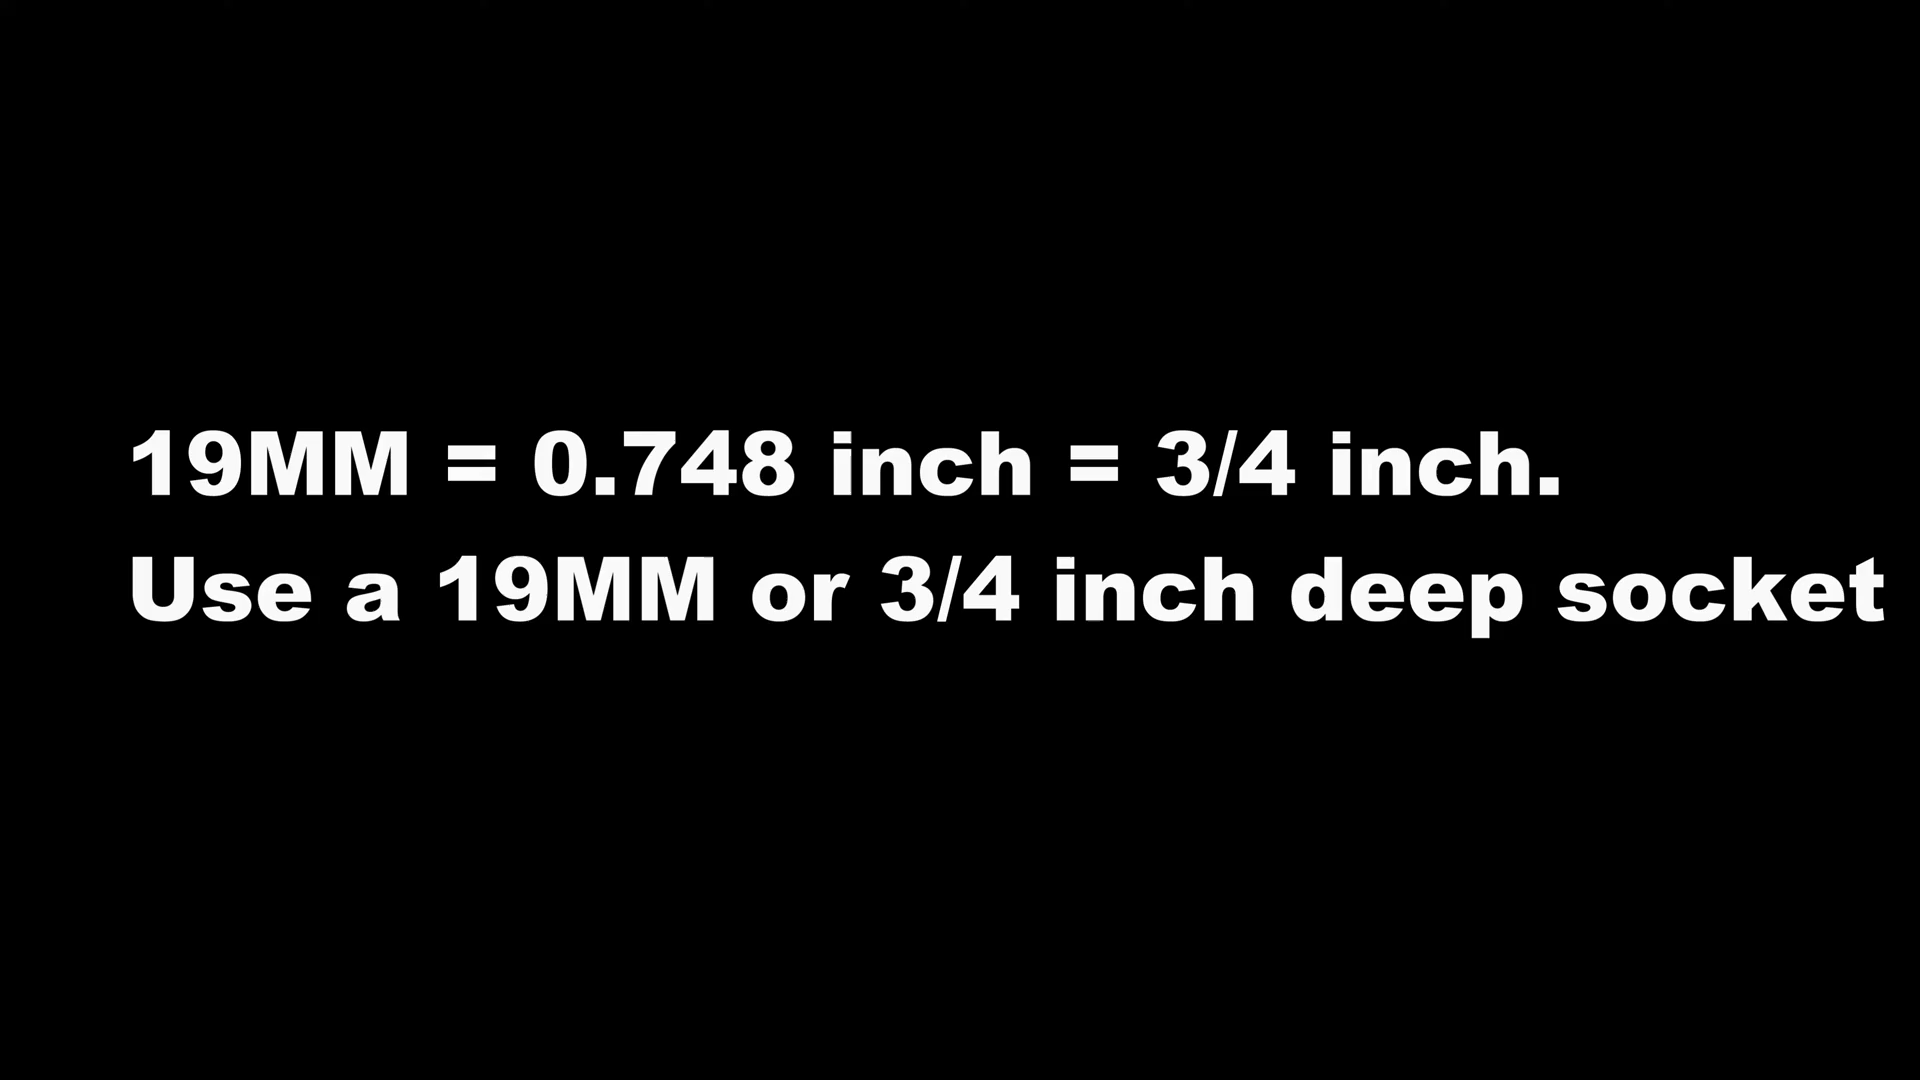 19MM = 0.748 inch = 3/4 inch.
Use a 19MM or 3/4 inch deep socket